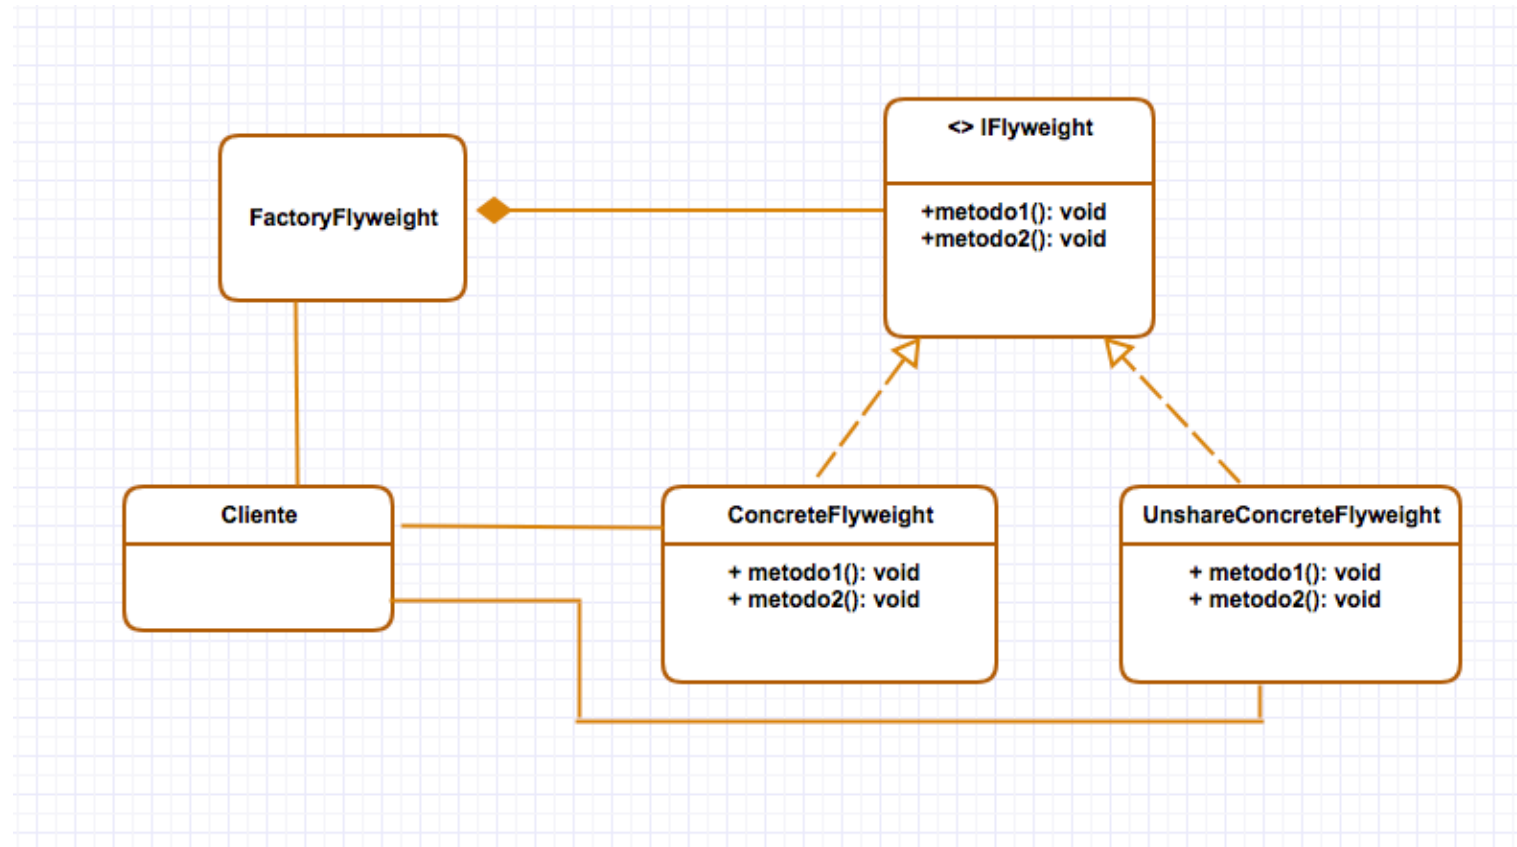 <> IFlyweight
+metodo1(): void
+metodo2(): void
FactoryFlyweight
Cliente
ConcreteFlyweight
+ metodo1(): void
+ metodo2(): void
UnshareConcreteFlyweight
+ metodo1(): void
+ metodo2(): void